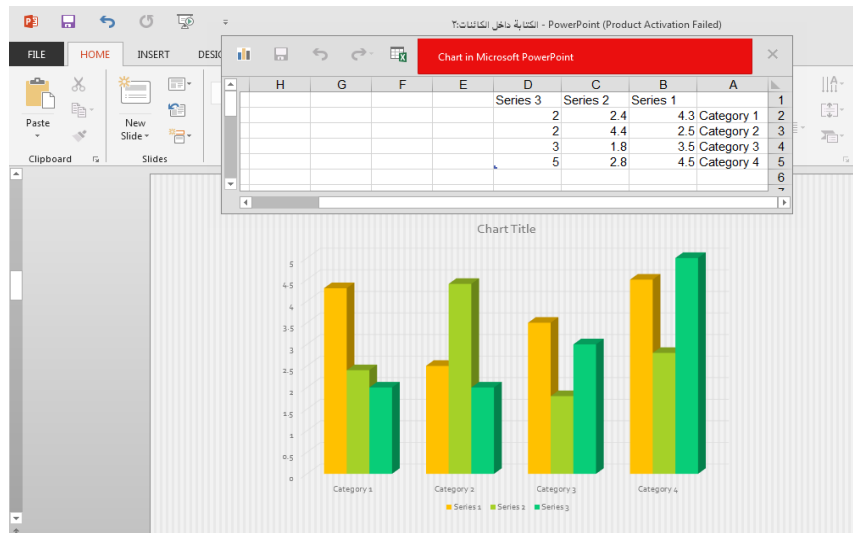 الكتابة داخل الكائنات:٣ - PowerPoint (Product Activation Failed)
FILE HOME INSERT DESIG
Chart in Microsoft PowerPoint
Paste
New
Slide
Clipboard
Slides
H G F E D C B A
Series 3 Series 2 Series 1 1
2 2.4 4.3 Category 1 2
2 4.4 2.5 Category 2 3
3 1.8 3.5 Category 3 4
5 2.8 4.5 Category 4 5
6
7
Chart Title
5
4.5
4
3.5
3
2.5
2
1.5
1
0.5
0
Category 1 Category 2 Category 3 Category 4
Series 1 Series 2 Series 3